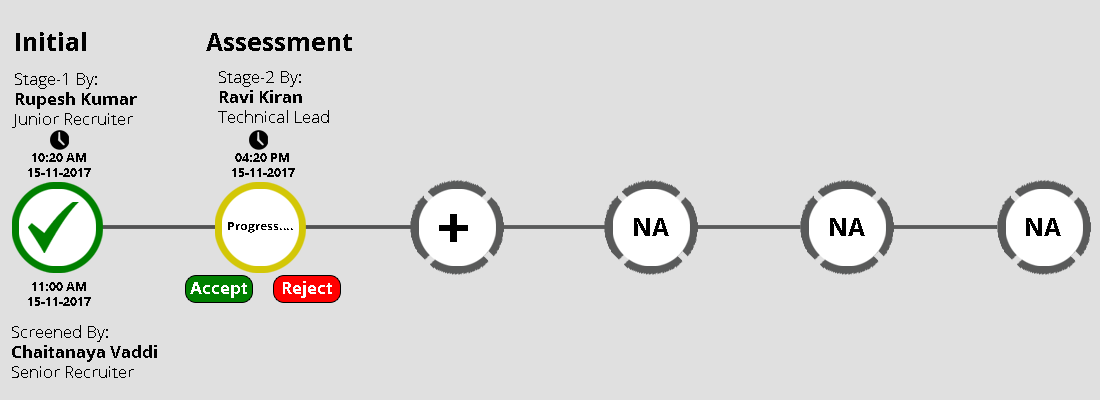 Initial
Stage-1 By:
Rupesh Kumar
Junior Recruiter
10:20 AM
15-11-2017
11:00 AM
15-11-2017
Screened By:
Chaitanaya Vaddi
Senior Recruiter
Assessment
Stage-2 By:
Ravi Kiran
Technical Lead
04:20 PM
15-11-2017
Progress....
Accept
Reject
+
NA
NA
NA